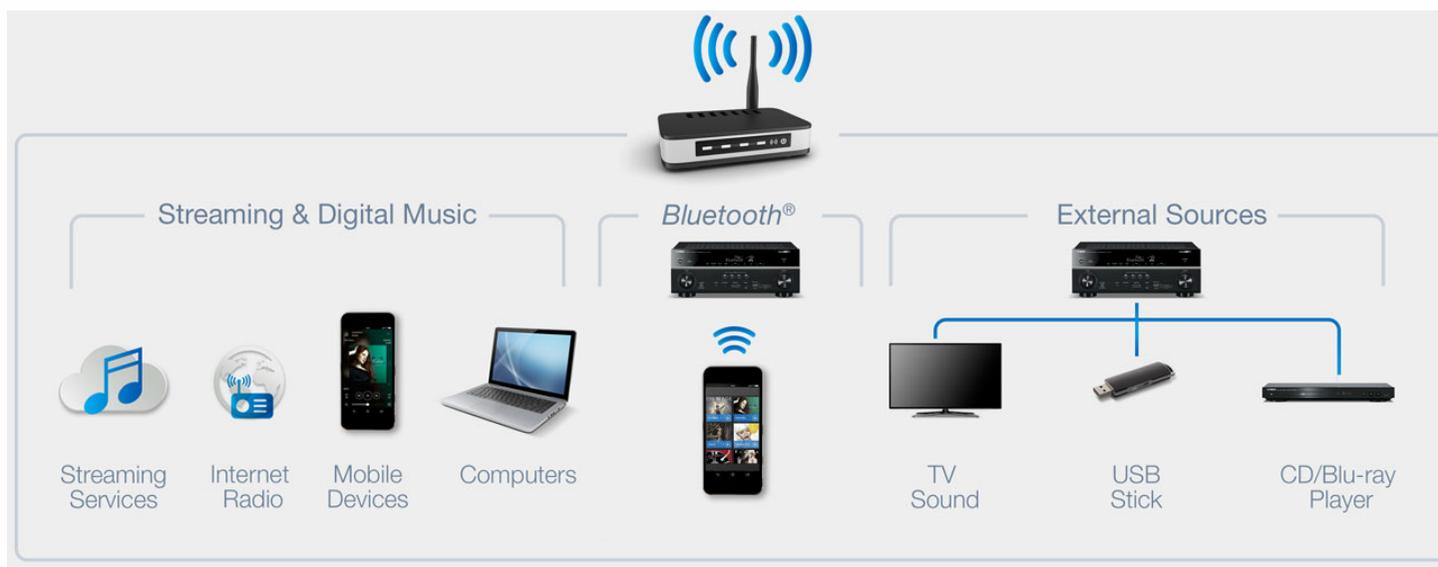 Streaming & Digital Music
Bluetooth®
External Sources
Streaming
Services
Internet
Radio
Mobile
Devices
Computers
TV
Sound
USB
Stick
CD/Blu-ray
Player